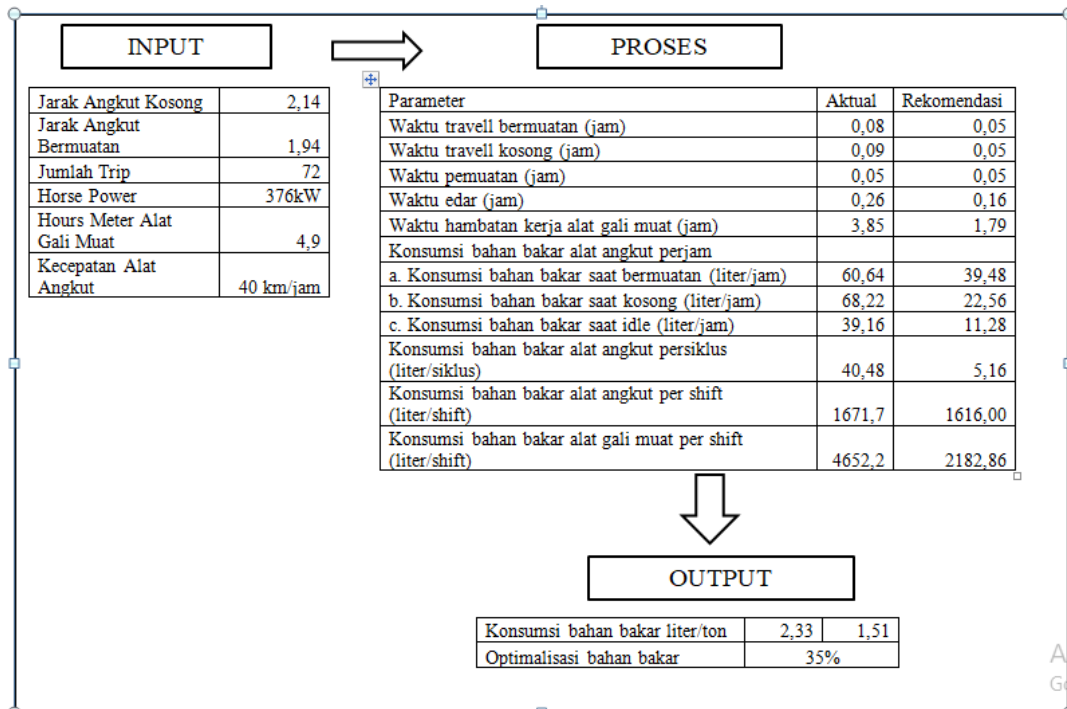 INPUT
PROSES
Jarak Angkut Kosong 2,14
Jarak Angkut
Bermuatan 1,94
Jumlah Trip 72
Horse Power 376kW
Hours Meter Alat
Gali Muat 4,9
Kecepatan Alat
Angkut 40 km/jam
Parameter Aktual Rekomendasi
Waktu travell bermuatan (jam) 0,08 0,05
Waktu travell kosong (jam) 0,09 0,05
Waktu pemuatan (jam) 0,05 0,05
Waktu edar (jam) 0,26 0,16
Waktu hambatan kerja alat gali muat (jam) 3,85 1,79
Konsumsi bahan bakar alat angkut perjam
a. Konsumsi bahan bakar saat bermuatan (liter/jam) 60,64 39,48
b. Konsumsi bahan bakar saat kosong (liter/jam) 68,22 22,56
c. Konsumsi bahan bakar saat idle (liter/jam) 39,16 11,28
Konsumsi bahan bakar alat angkut persiklus
(liter/siklus) 40,48 5,16
Konsumsi bahan bakar alat angkut per shift
(liter/shift) 1671,7 1616,00
Konsumsi bahan bakar alat gali muat per shift
(liter/shift) 4652,2 2182,86
OUTPUT
Konsumsi bahan bakar liter/ton 2,33 1,51
Optimalisasi bahan bakar 35%